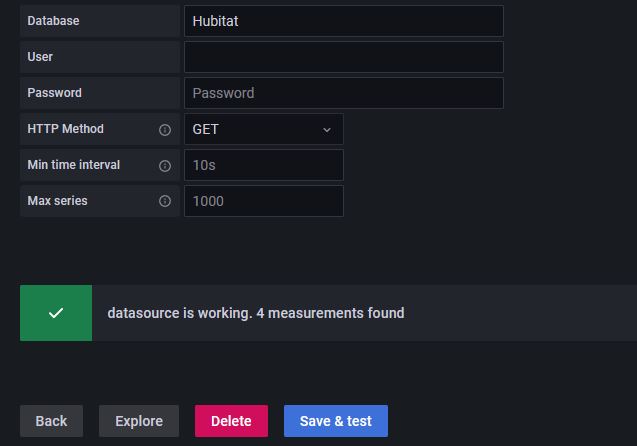 Database Hubitat
User
Password Password
HTTP Method GET
Min time interval 10s
Max series 1000
datasource is working. 4 measurements found
Back Explore Delete Save & test